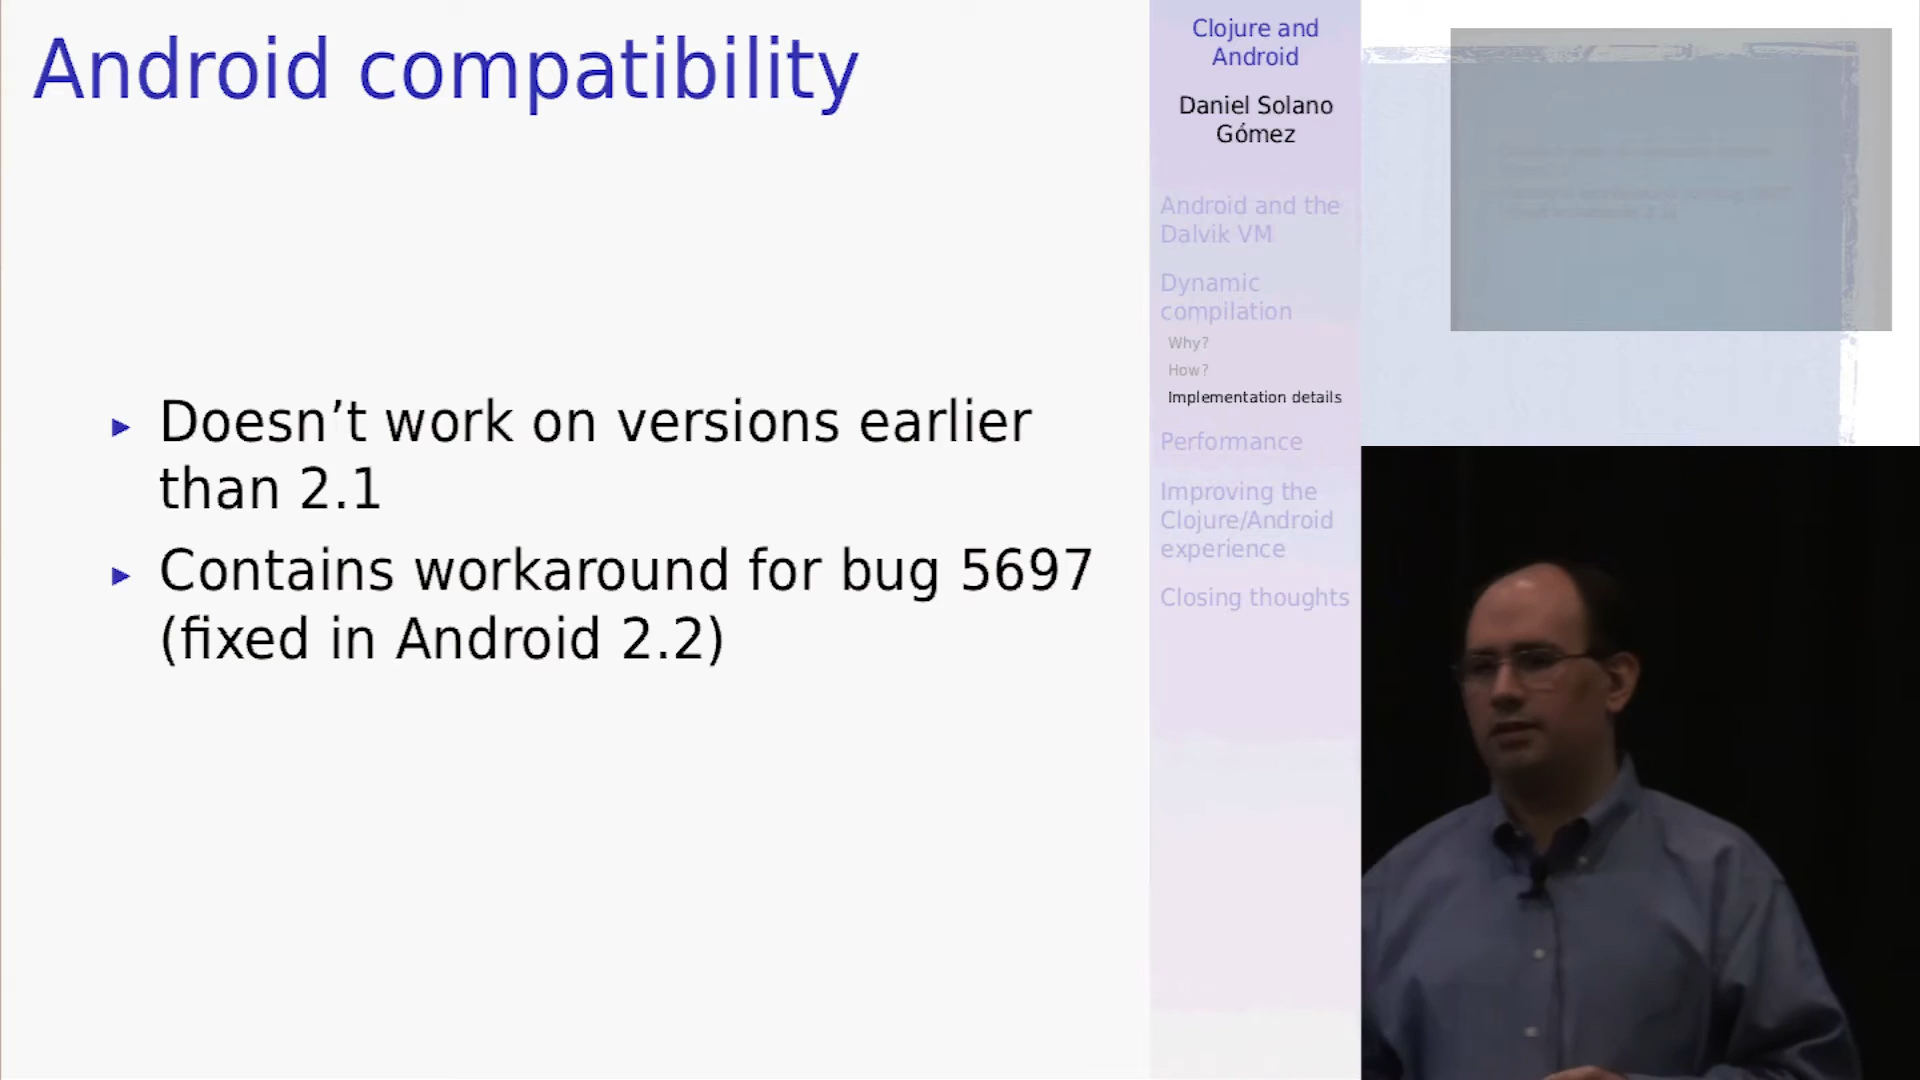 Android compatibility
▸ Doesn’t work on versions earlier
than 2.1
▸ Contains workaround for bug 5697
(fixed in Android 2.2)
Clojure and
Android
Daniel Solano
Gómez
Android and the
Dalvik VM
Dynamic
compilation
Why?
How?
Implementation details
Performance
Improving the
Clojure/Android
experience
Closing thoughts